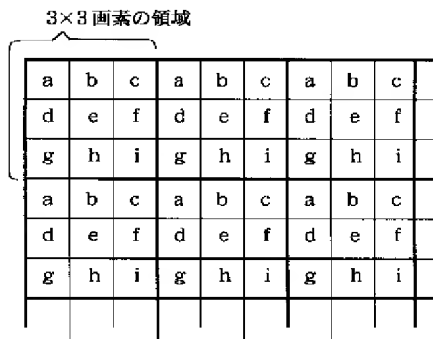 3×3画素の領域
a b c a b c a b c
d e f d e f d e f
g h i g h i g h i
a b c a b c a b c
d e f d e f d e f
g h i g h i g h i